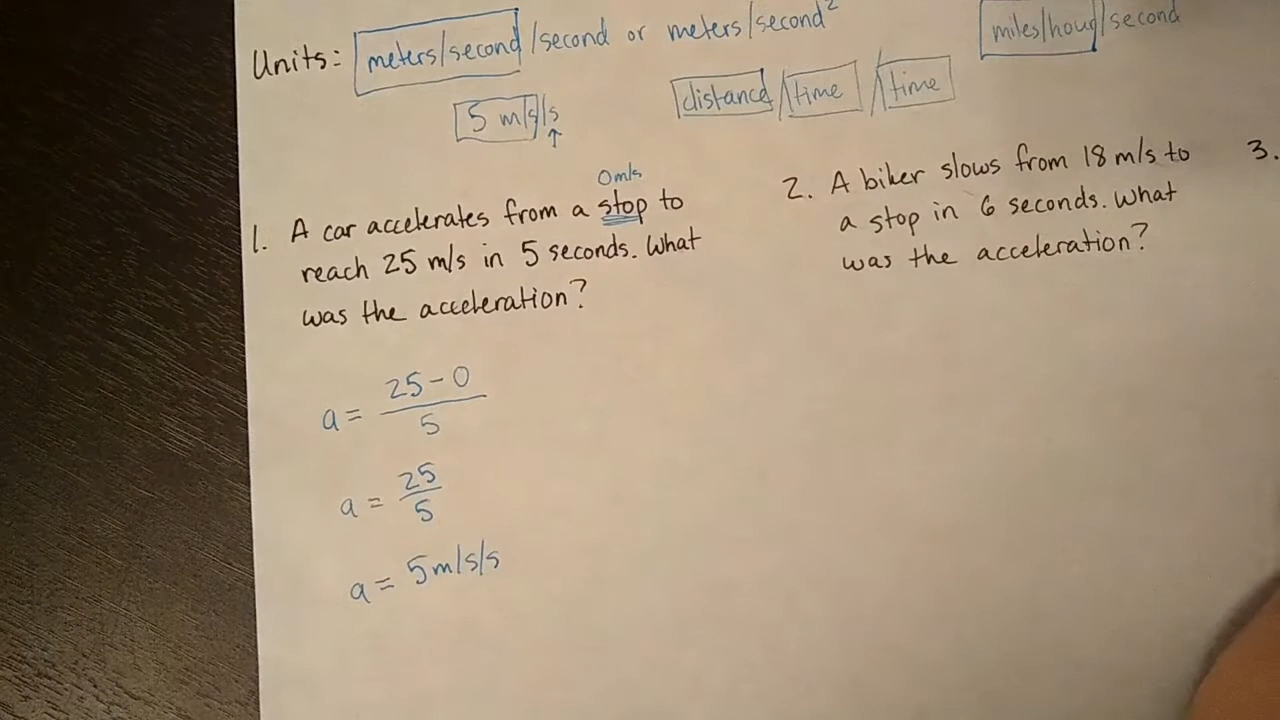 Units: meters/second/second or meters/second² miles/hour/second
5 m/s/s distance/time/time
0m/s
1. A car accelerates from a stop to
reach 25 m/s in 5 seconds. What
was the acceleration?
2. A biker slows from 18 m/s to
a stop in 6 seconds. What
was the acceleration?
3.
a = 25-0
5
a = 25
5
a = 5m/s/s